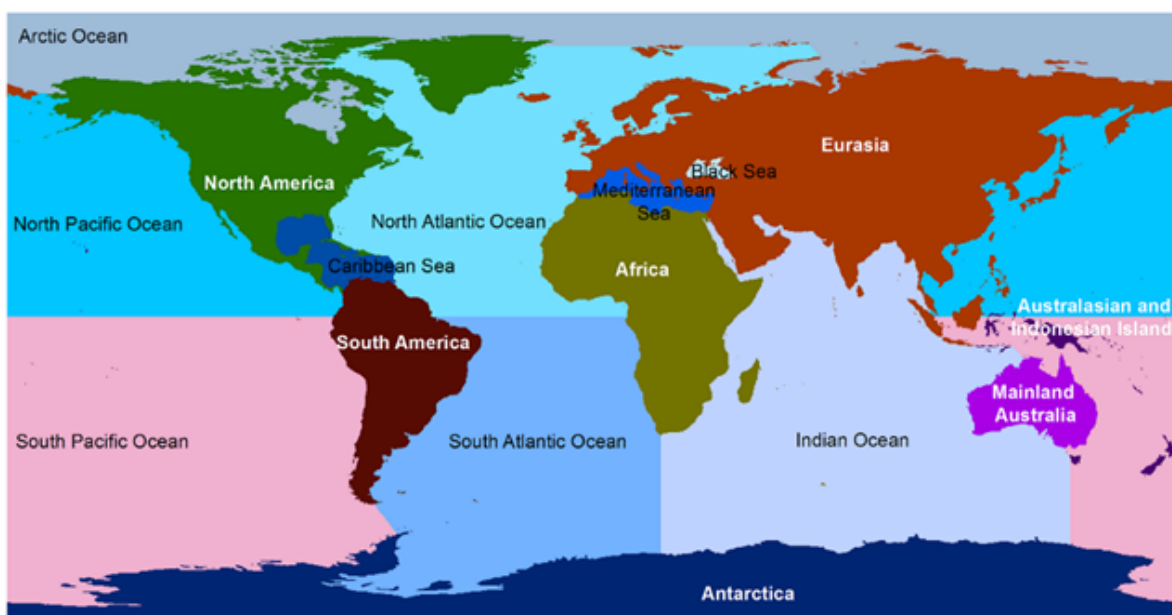 Arctic Ocean
Eurasia
Black Sea
North America
Mediterranean
Sea
North Pacific Ocean
North Atlantic Ocean
Caribbean Sea
Africa
Australasian and
Indonesian Island
South America
Mainland
Australia
South Pacific Ocean
South Atlantic Ocean
Indian Ocean
Antarctica